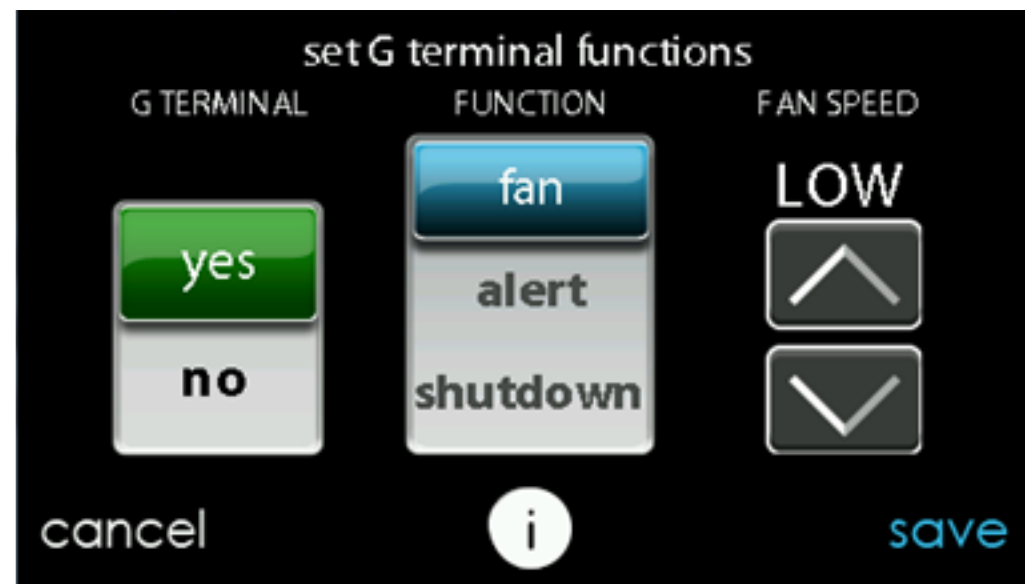 set G terminal functions
G TERMINAL FUNCTION FAN SPEED
LOW
fan
yes
alert
no
shutdown
cancel i save